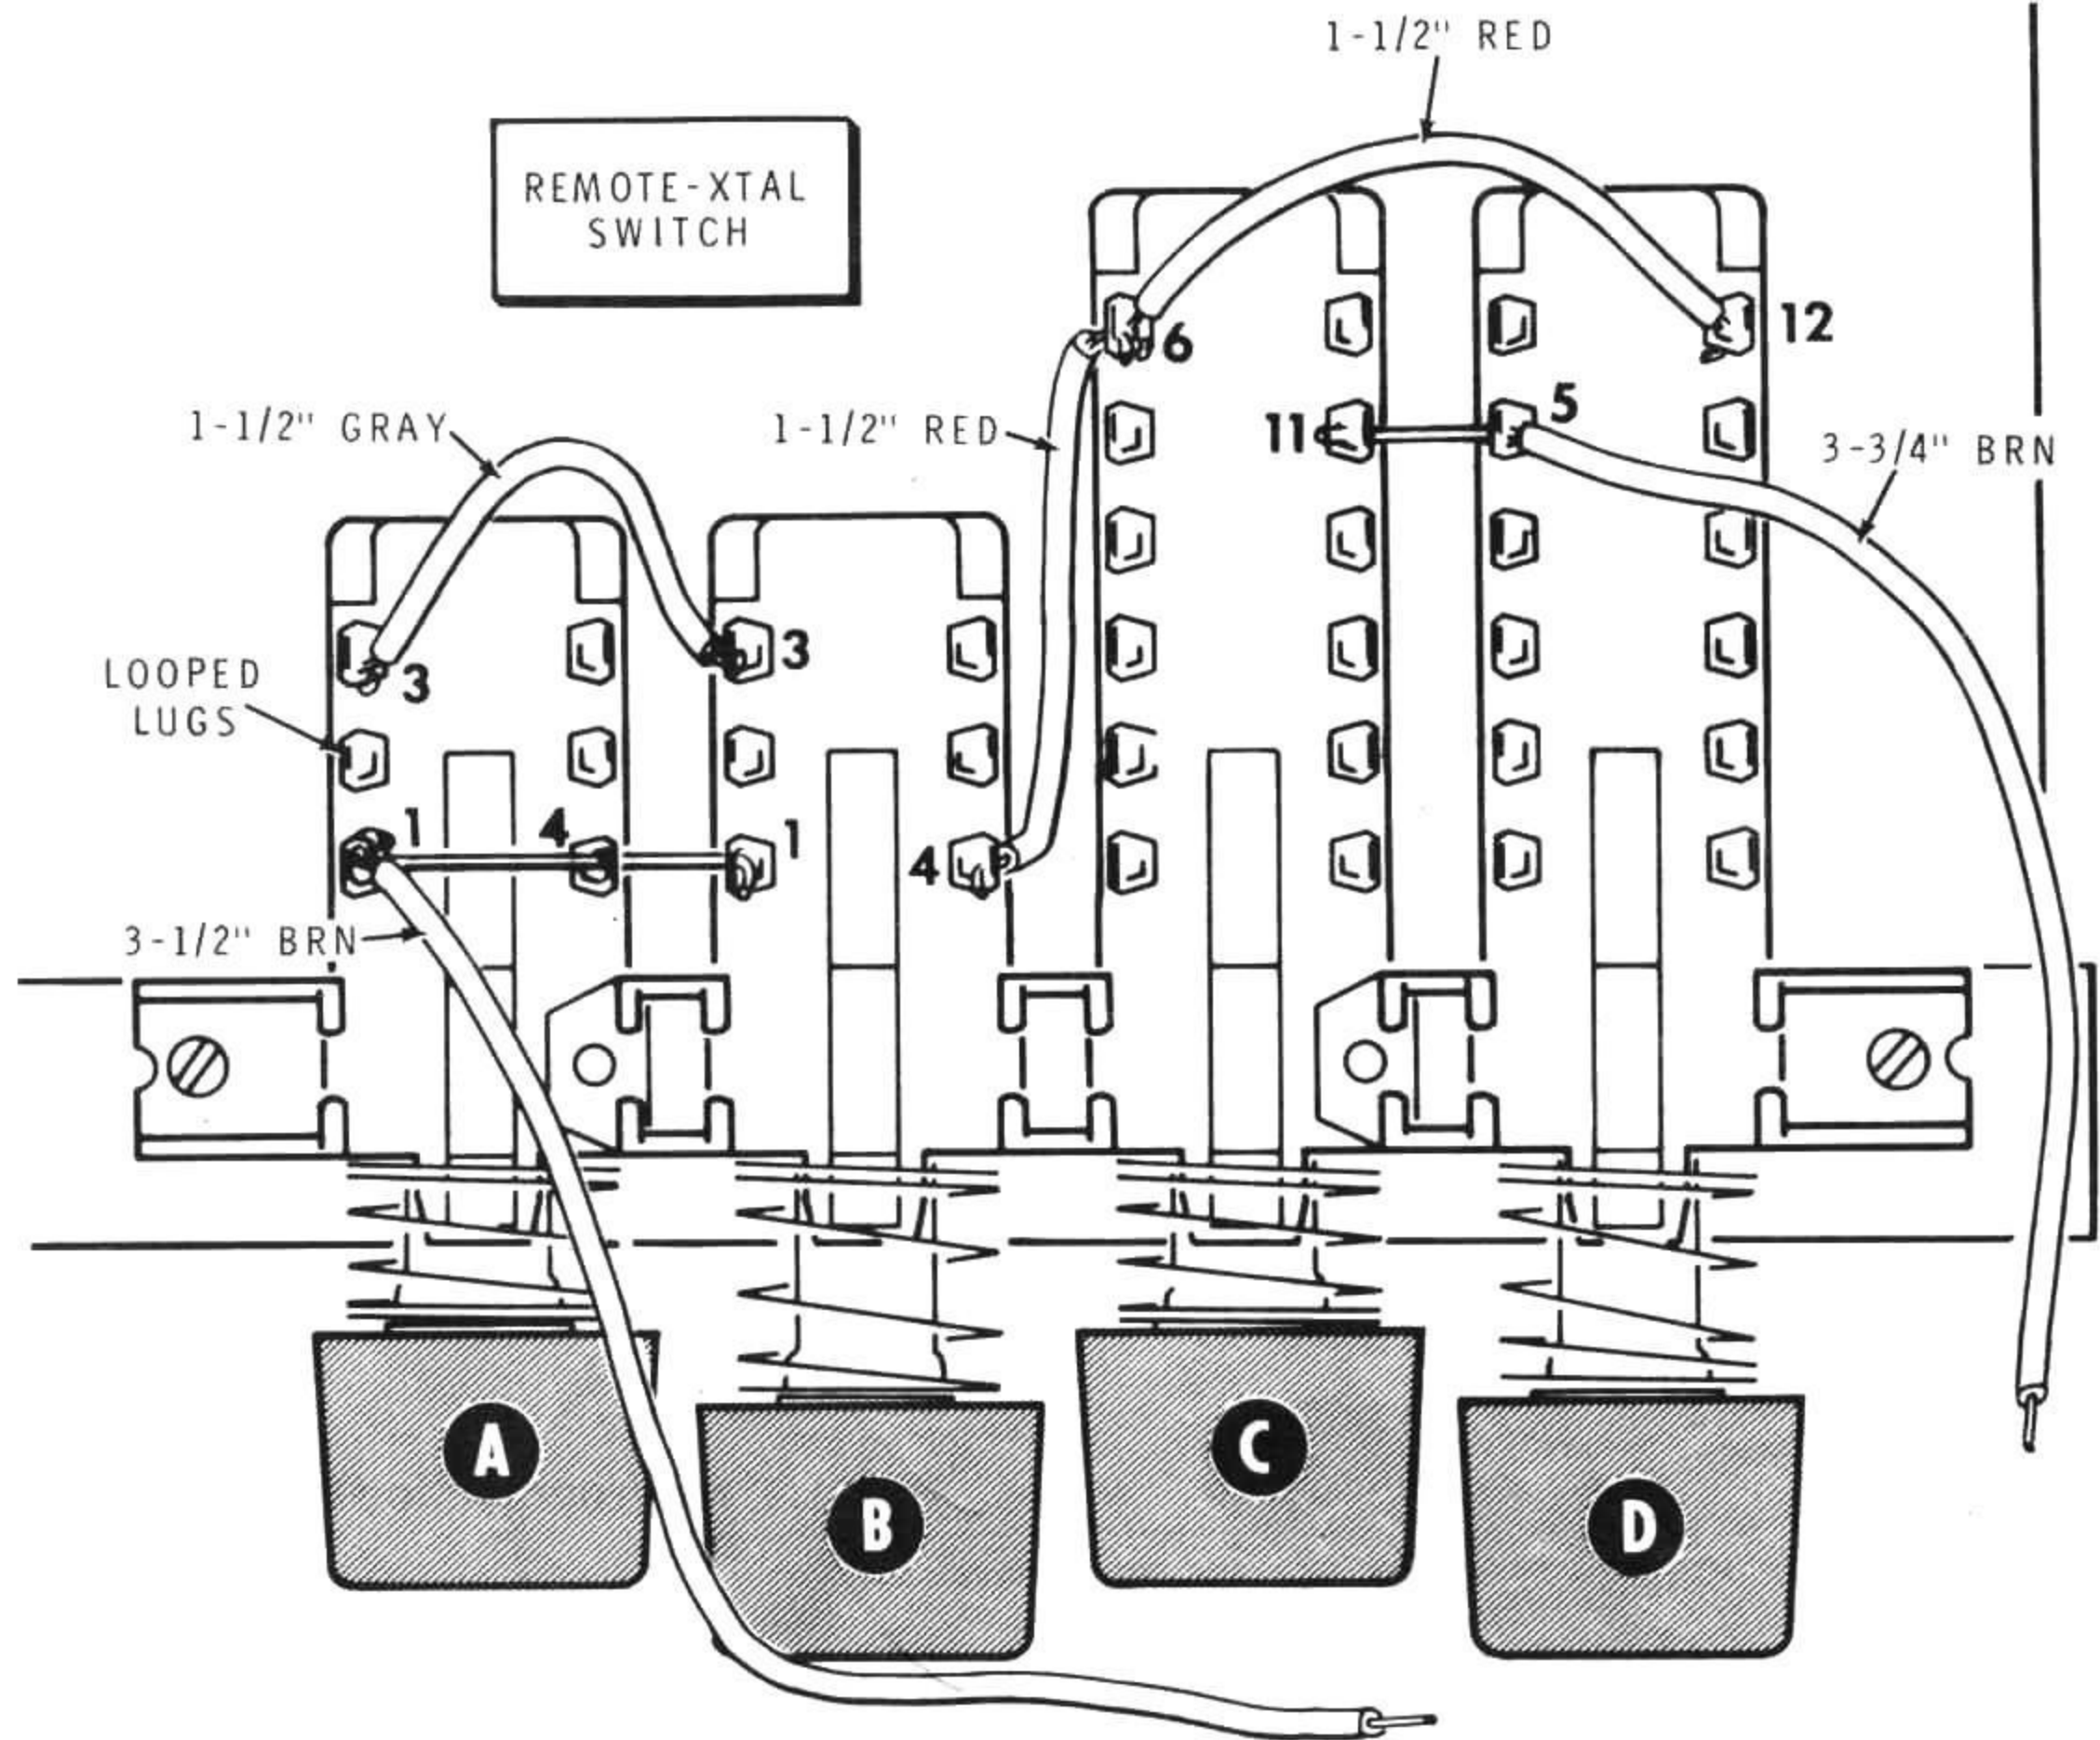 1-1/2" RED
REMOTE-XTAL
SWITCH
12
6
1-1/2" GRAY
1-1/2" RED
11
5
3-3/4" BRN
3
3
LOOPED
LUGS
1
4
1
4
3-1/2" BRN
A
B
C
D